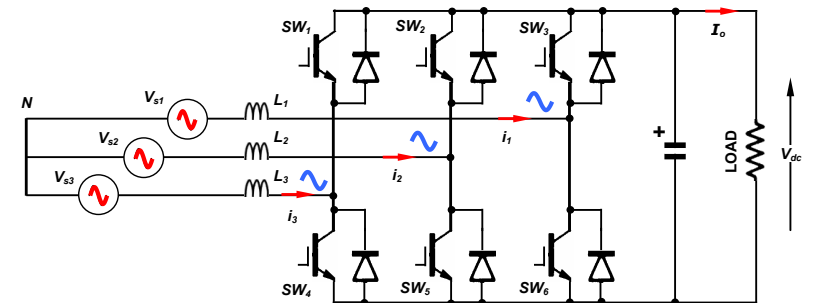 SW1
SW2
SW3
Io
N
Vs1
L1
Vs2
L2
i1
+
LOAD
Vdc
Vs3
L3
i2
i3
SW4
SW5
SW6